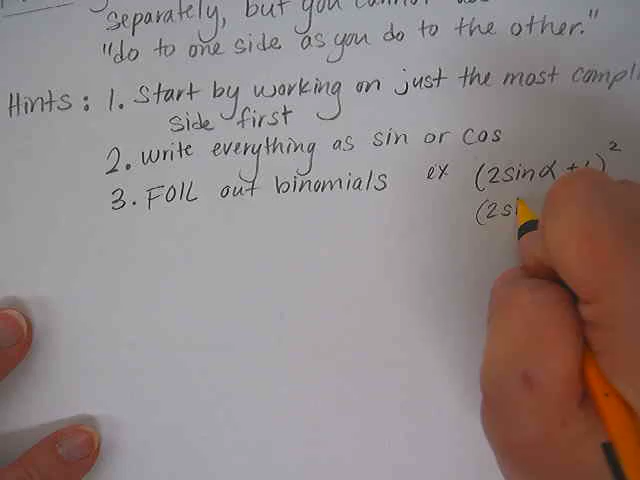 separately, but you cannot
"do to one side as you do to the other."
Hints: 1. Start by working on just the most
side first
2. write everything as sin or cos
3. FOIL out binomials ex (2sinα + 1)²
(2si